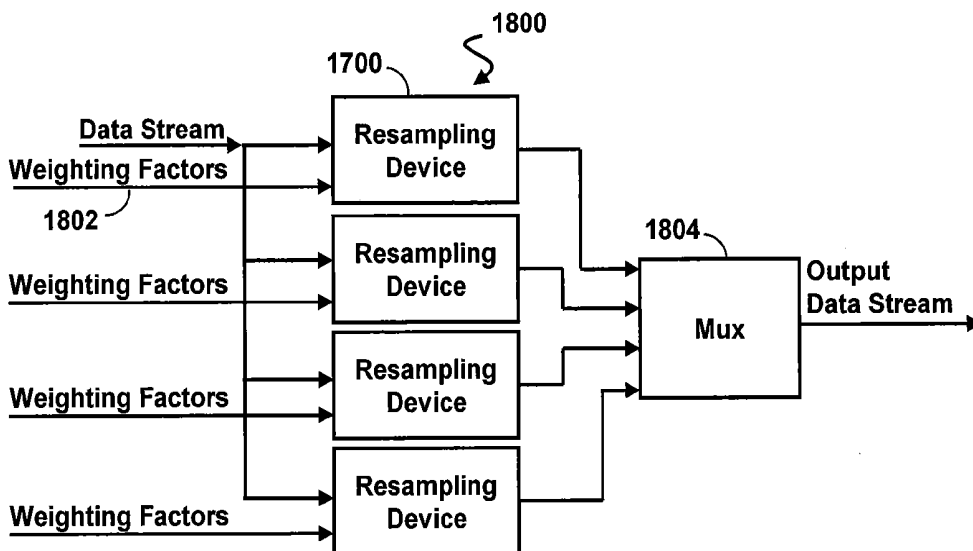 1800
1700
Data Stream
Resampling
Device
Weighting Factors
1802
Resampling
Device
Weighting Factors
1804
Output
Data Stream
Mux
Resampling
Device
Weighting Factors
Resampling
Device
Weighting Factors